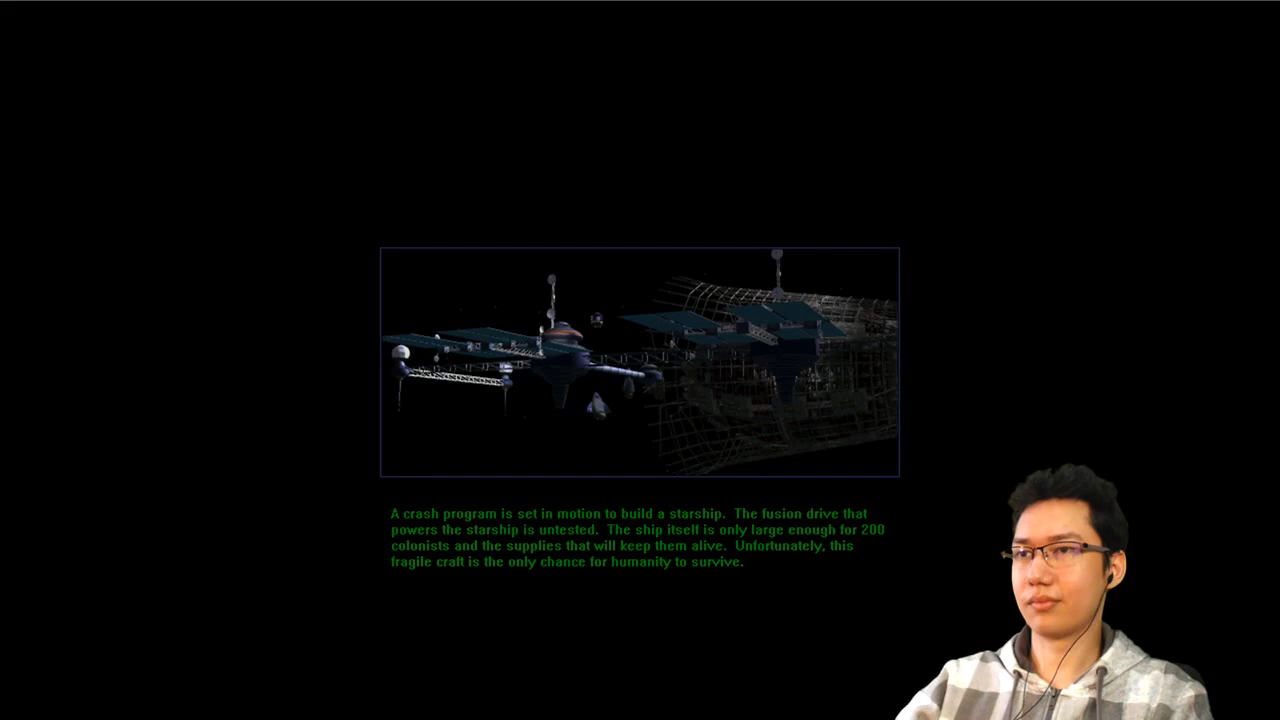 A crash program is set in motion to build a starship.  The fusion drive that
powers the starship is untested.  The ship itself is only large enough for 200
colonists and the supplies that will keep them alive.  Unfortunately, this
fragile craft is the only chance for humanity to survive.